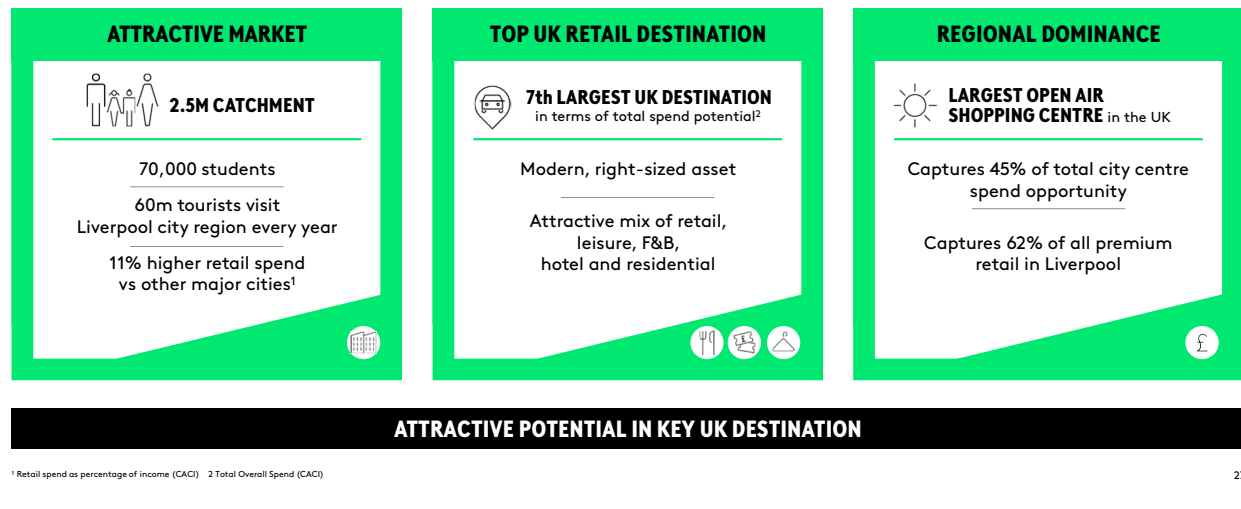 ATTRACTIVE MARKET
2.5M CATCHMENT
70,000 students
60m tourists visit
Liverpool city region every year
11% higher retail spend
vs other major cities¹
TOP UK RETAIL DESTINATION
7th LARGEST UK DESTINATION
in terms of total spend potential²
Modern, right-sized asset
Attractive mix of retail,
leisure, F&B,
hotel and residential
£
REGIONAL DOMINANCE
LARGEST OPEN AIR
SHOPPING CENTRE in the UK
Captures 45% of total city centre
spend opportunity
Captures 62% of all premium
retail in Liverpool
£
ATTRACTIVE POTENTIAL IN KEY UK DESTINATION
¹ Retail spend as percentage of income (CACI) 2 Total Overall Spend (CACI)